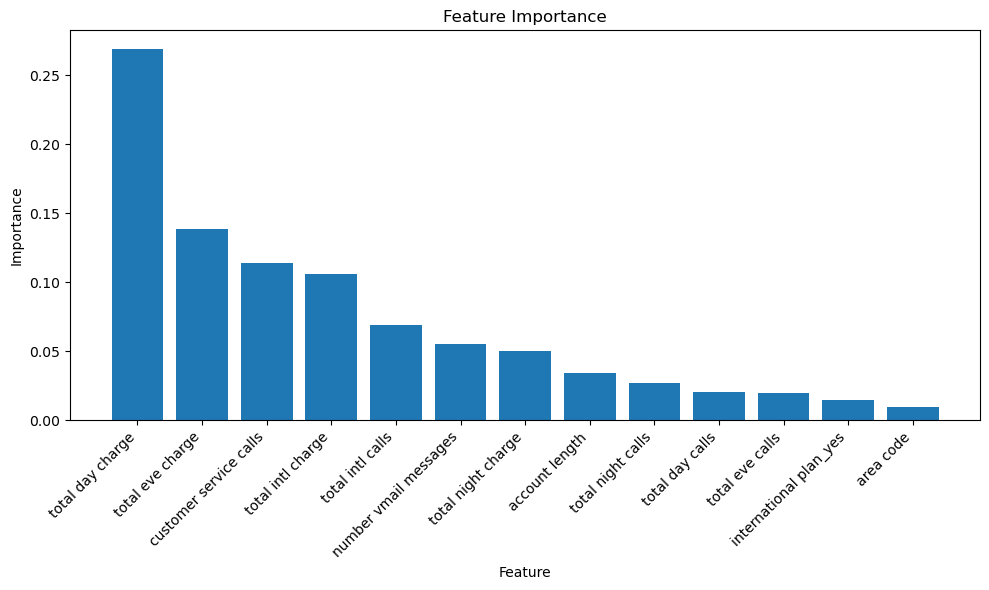 Feature Importance
Importance
0.25
0.20
0.15
0.10
0.05
0.00
total day charge
total eve charge
customer service calls
total intl charge
total intl calls
number vmail messages
total night charge
account length
total night calls
total day calls
total eve calls
international plan_yes
area code
Feature